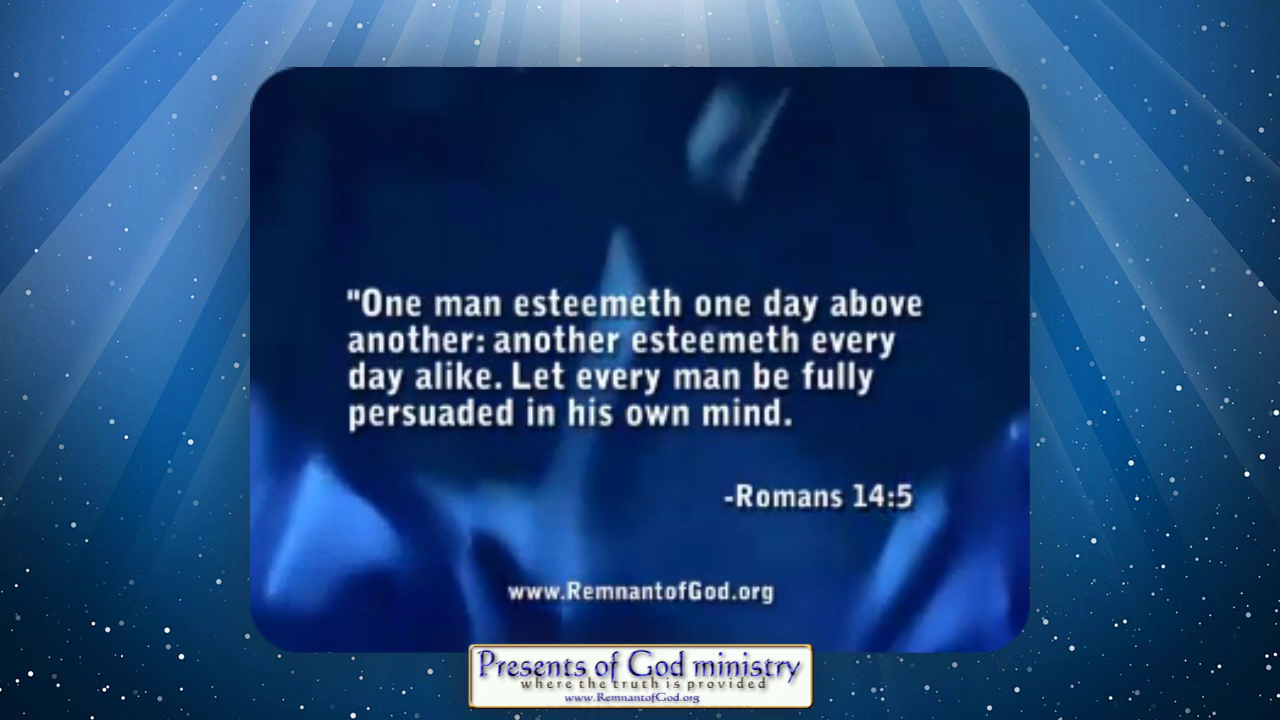 "One man esteemeth one day above
another: another esteemeth every
day alike. Let every man be fully
persuaded in his own mind.
-Romans 14:5
www.RemnantofGod.org
Presents of God ministry
where the truth is provided
www.RemnantofGod.org